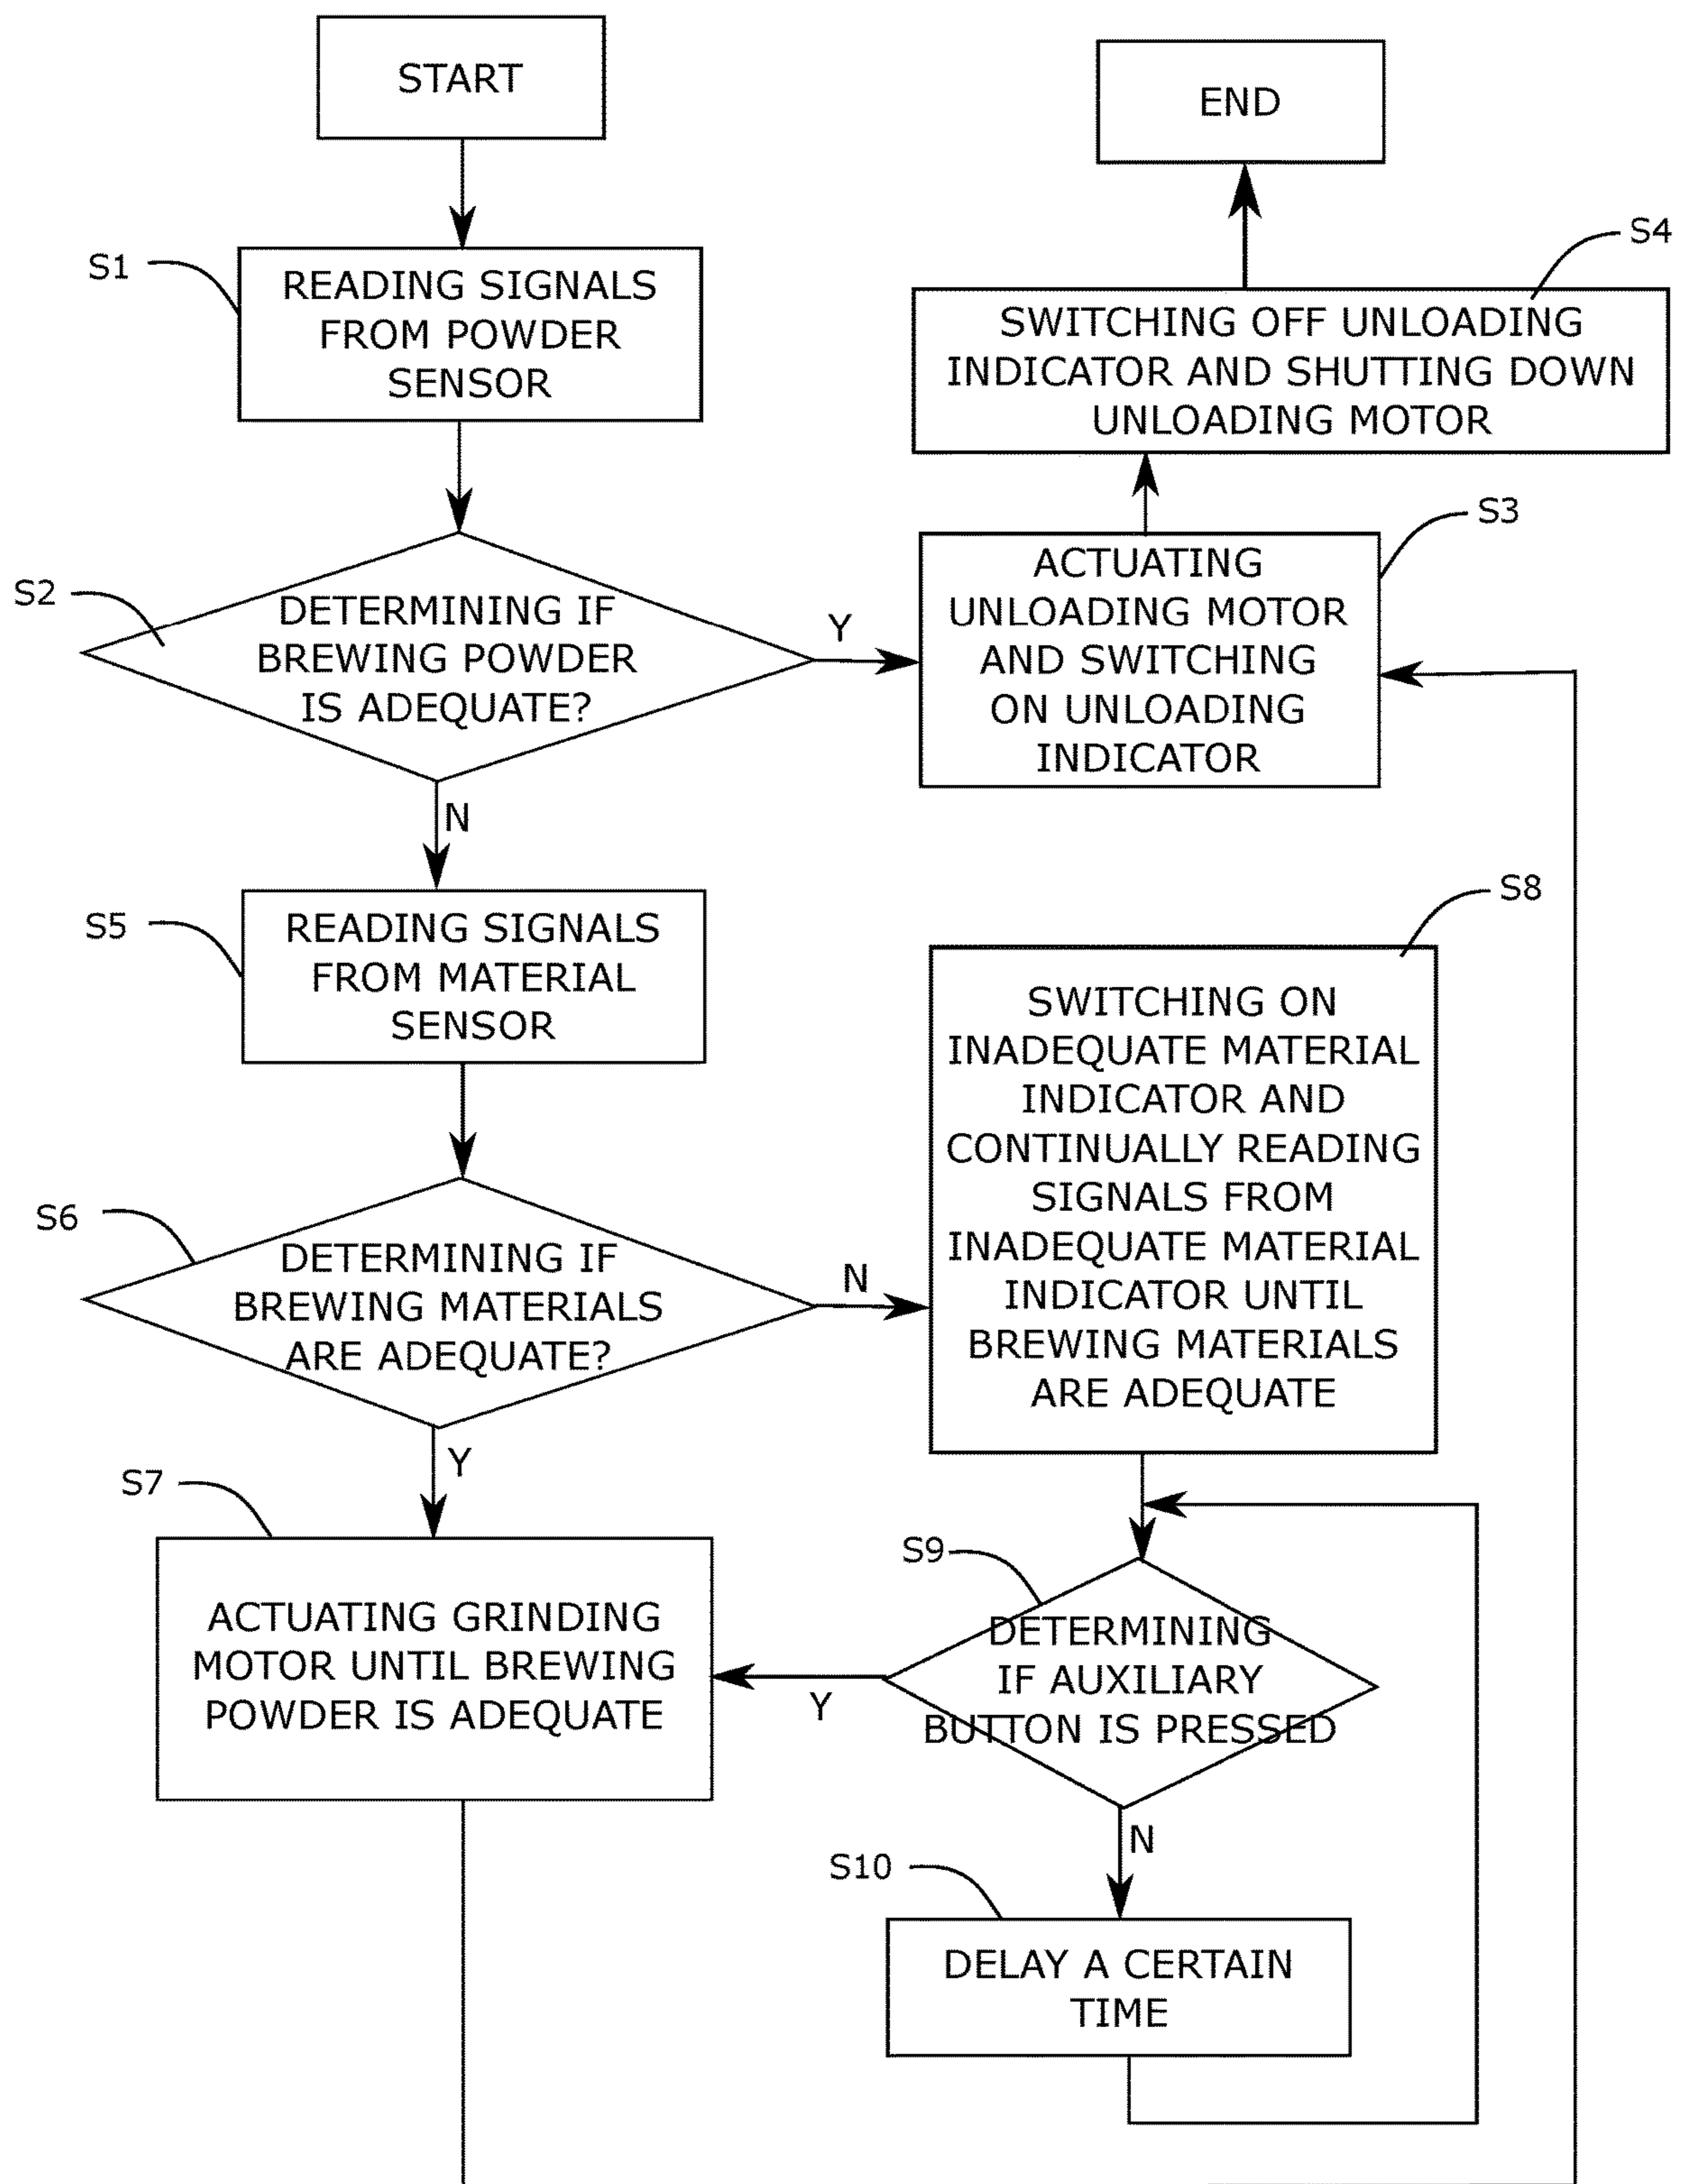 START
S1
READING SIGNALS
FROM POWDER
SENSOR
S2
DETERMINING IF
BREWING POWDER
IS ADEQUATE?
Y
N
END
S4
SWITCHING OFF UNLOADING
INDICATOR AND SHUTTING DOWN
UNLOADING MOTOR
S3
ACTUATING
UNLOADING MOTOR
AND SWITCHING
ON UNLOADING
INDICATOR
S5
READING SIGNALS
FROM MATERIAL
SENSOR
S6
DETERMINING IF
BREWING MATERIALS
ARE ADEQUATE?
N
Y
S8
SWITCHING ON
INADEQUATE MATERIAL
INDICATOR AND
CONTINUALLY READING
SIGNALS FROM
INADEQUATE MATERIAL
INDICATOR UNTIL
BREWING MATERIALS
ARE ADEQUATE
S7
ACTUATING GRINDING
MOTOR UNTIL BREWING
POWDER IS ADEQUATE
S9
DETERMINING
IF AUXILIARY
BUTTON IS PRESSED
Y
N
S10
DELAY A CERTAIN
TIME